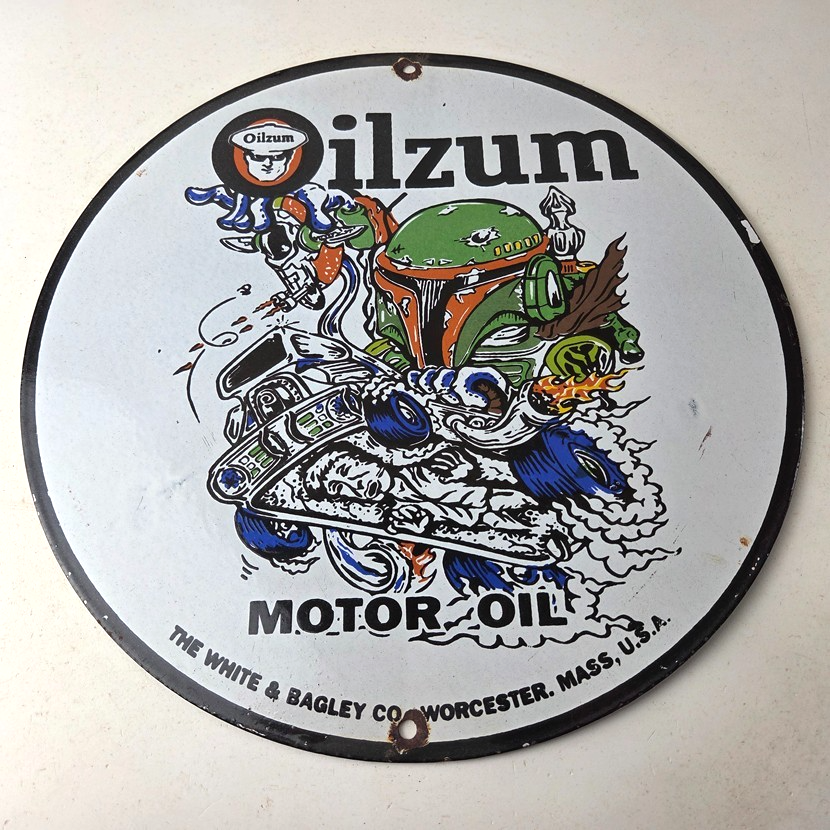 Oilzum
Oilzum
MOTOR OIL
THE WHITE & BAGLEY CO. WORCESTER. MASS, U.S.A.